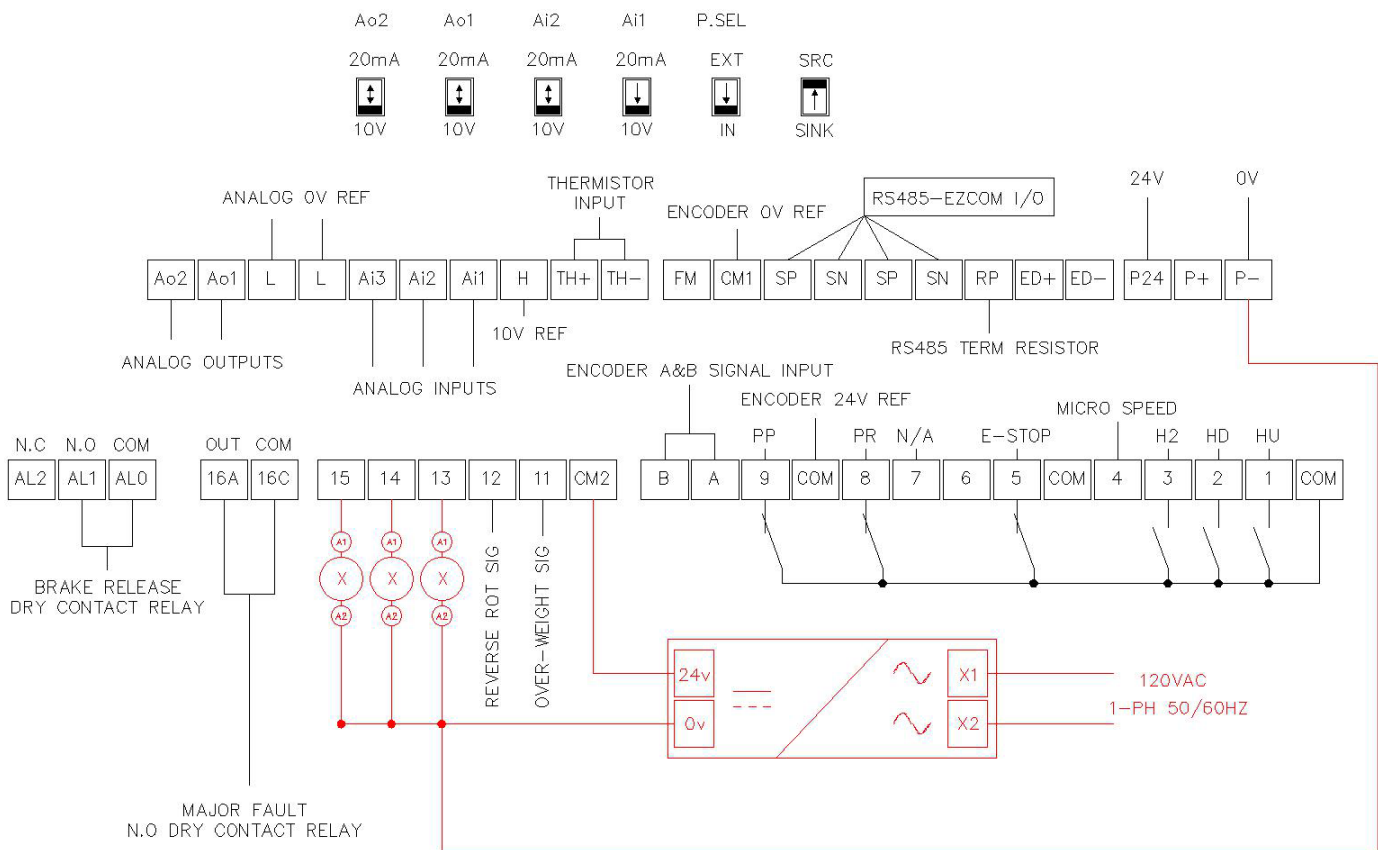 Ao2 Ao1 Ai2 Ai1 P.SEL
20mA 20mA 20mA 20mA EXT SRC
10V 10V 10V 10V IN SINK
ANALOG 0V REF
THERMISTOR
INPUT
ENCODER 0V REF
RS485-EZCOM I/O
24V 0V
Ao2 Ao1 L L Ai3 Ai2 Ai1 H TH+ TH- FM CM1 SP SN SP SN RP ED+ ED- P24 P+ P-
10V REF
RS485 TERM RESISTOR
ANALOG OUTPUTS
ANALOG INPUTS
ENCODER A&B SIGNAL INPUT
ENCODER 24V REF
MICRO SPEED
N.C N.O COM OUT COM PP PR N/A E-STOP H2 HD HU
AL2 AL1 AL0 16A 16C 15 14 13 12 11 CM2 B A 9 COM 8 7 6 5 COM 4 3 2 1 COM
A1 A1 A1
X X X
A2 A2 A2
REVERSE ROT SIG
OVER-WEIGHT SIG
BRAKE RELEASE
DRY CONTACT RELAY
24v X1
0v X2
120VAC
1-PH 50/60HZ
MAJOR FAULT
N.O DRY CONTACT RELAY